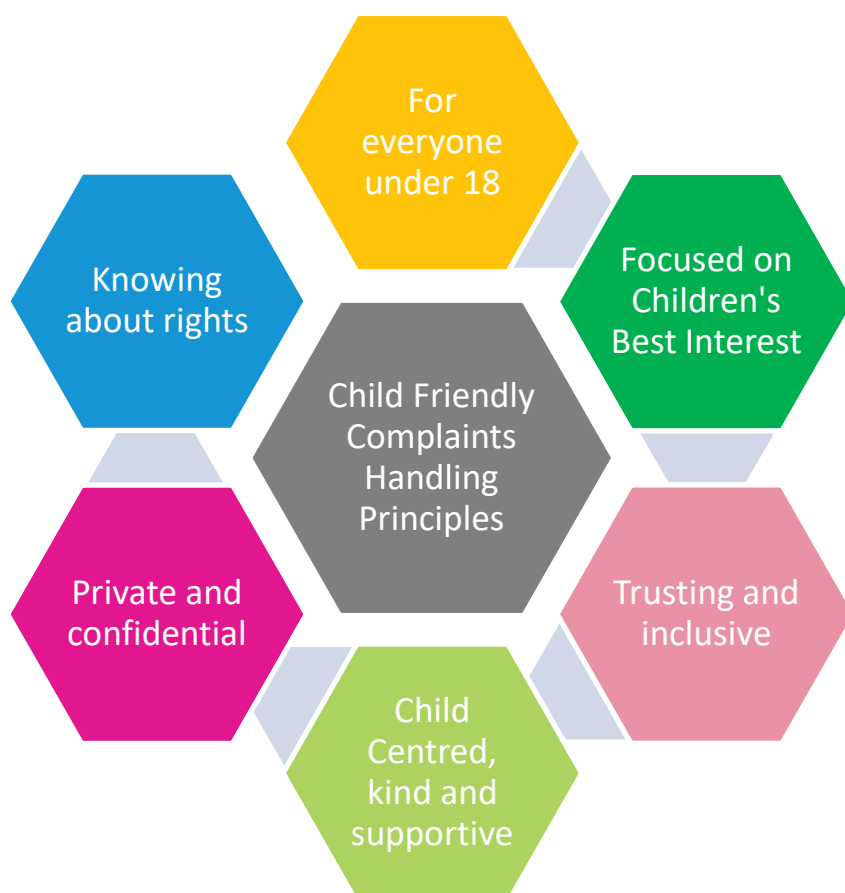 For
everyone
under 18
Focused on
Children's
Best Interest
Trusting and
inclusive
Child
Centred,
kind and
supportive
Private and
confidential
Knowing
about rights
Child Friendly
Complaints
Handling
Principles